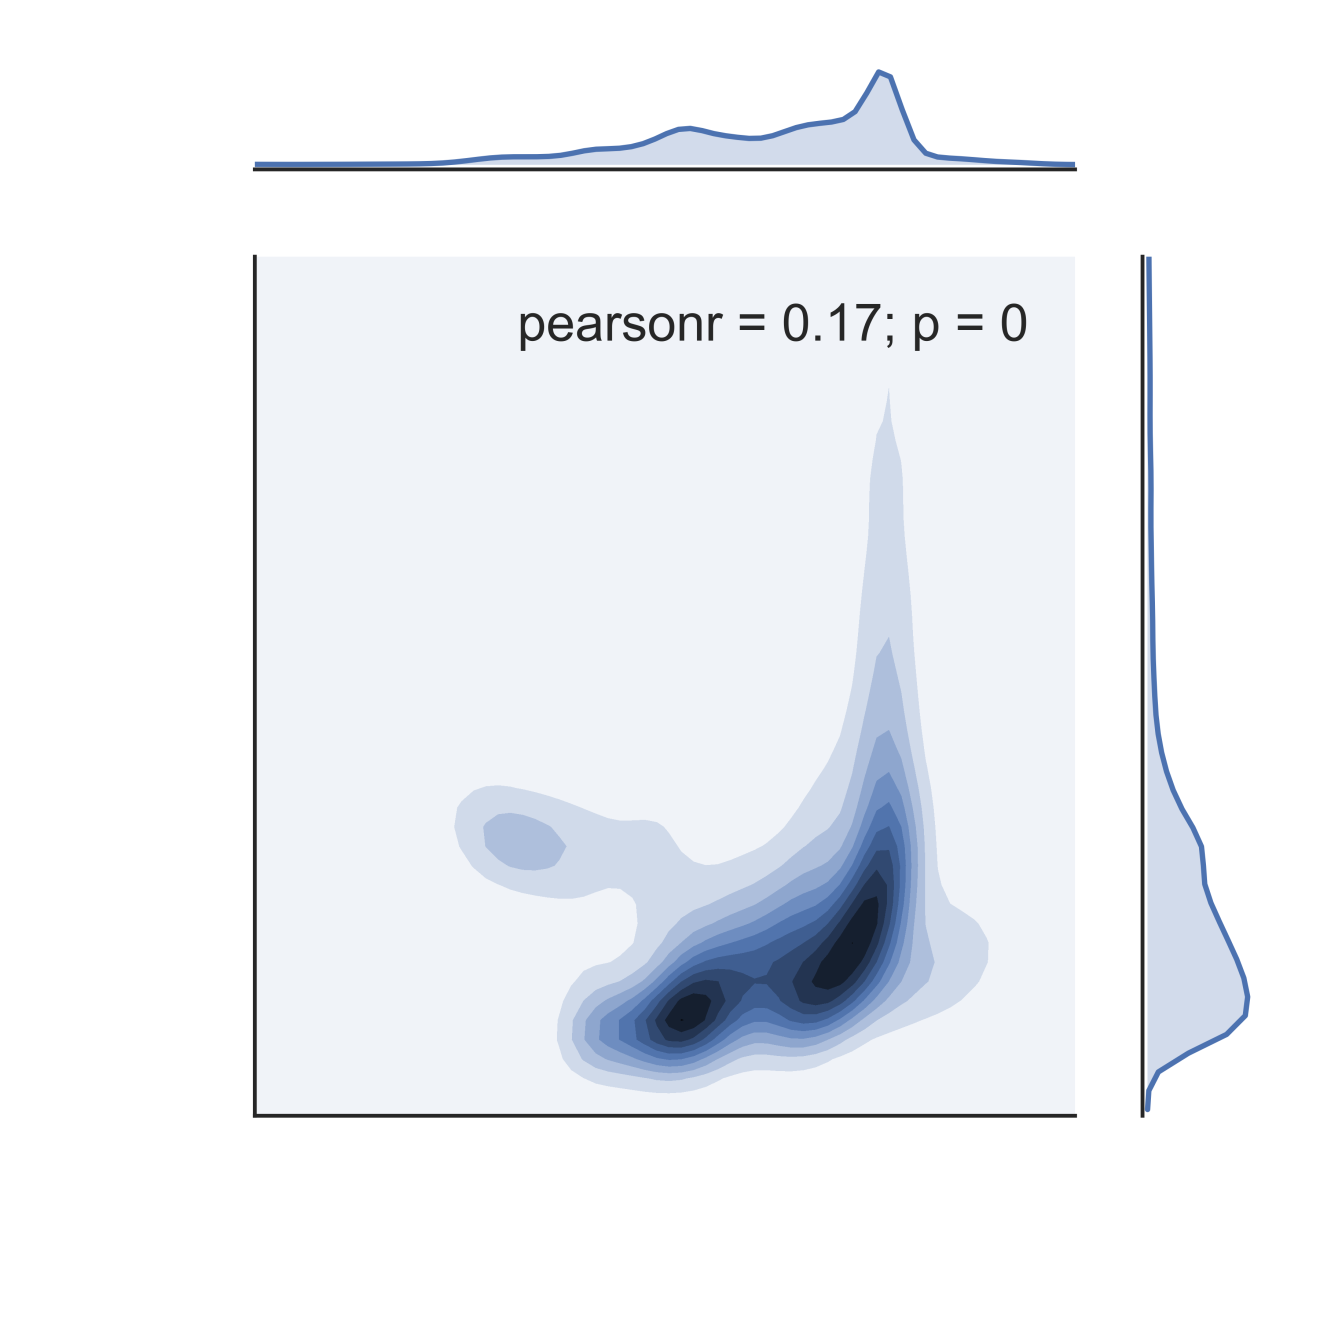 pearsonr = 0.17; p = 0